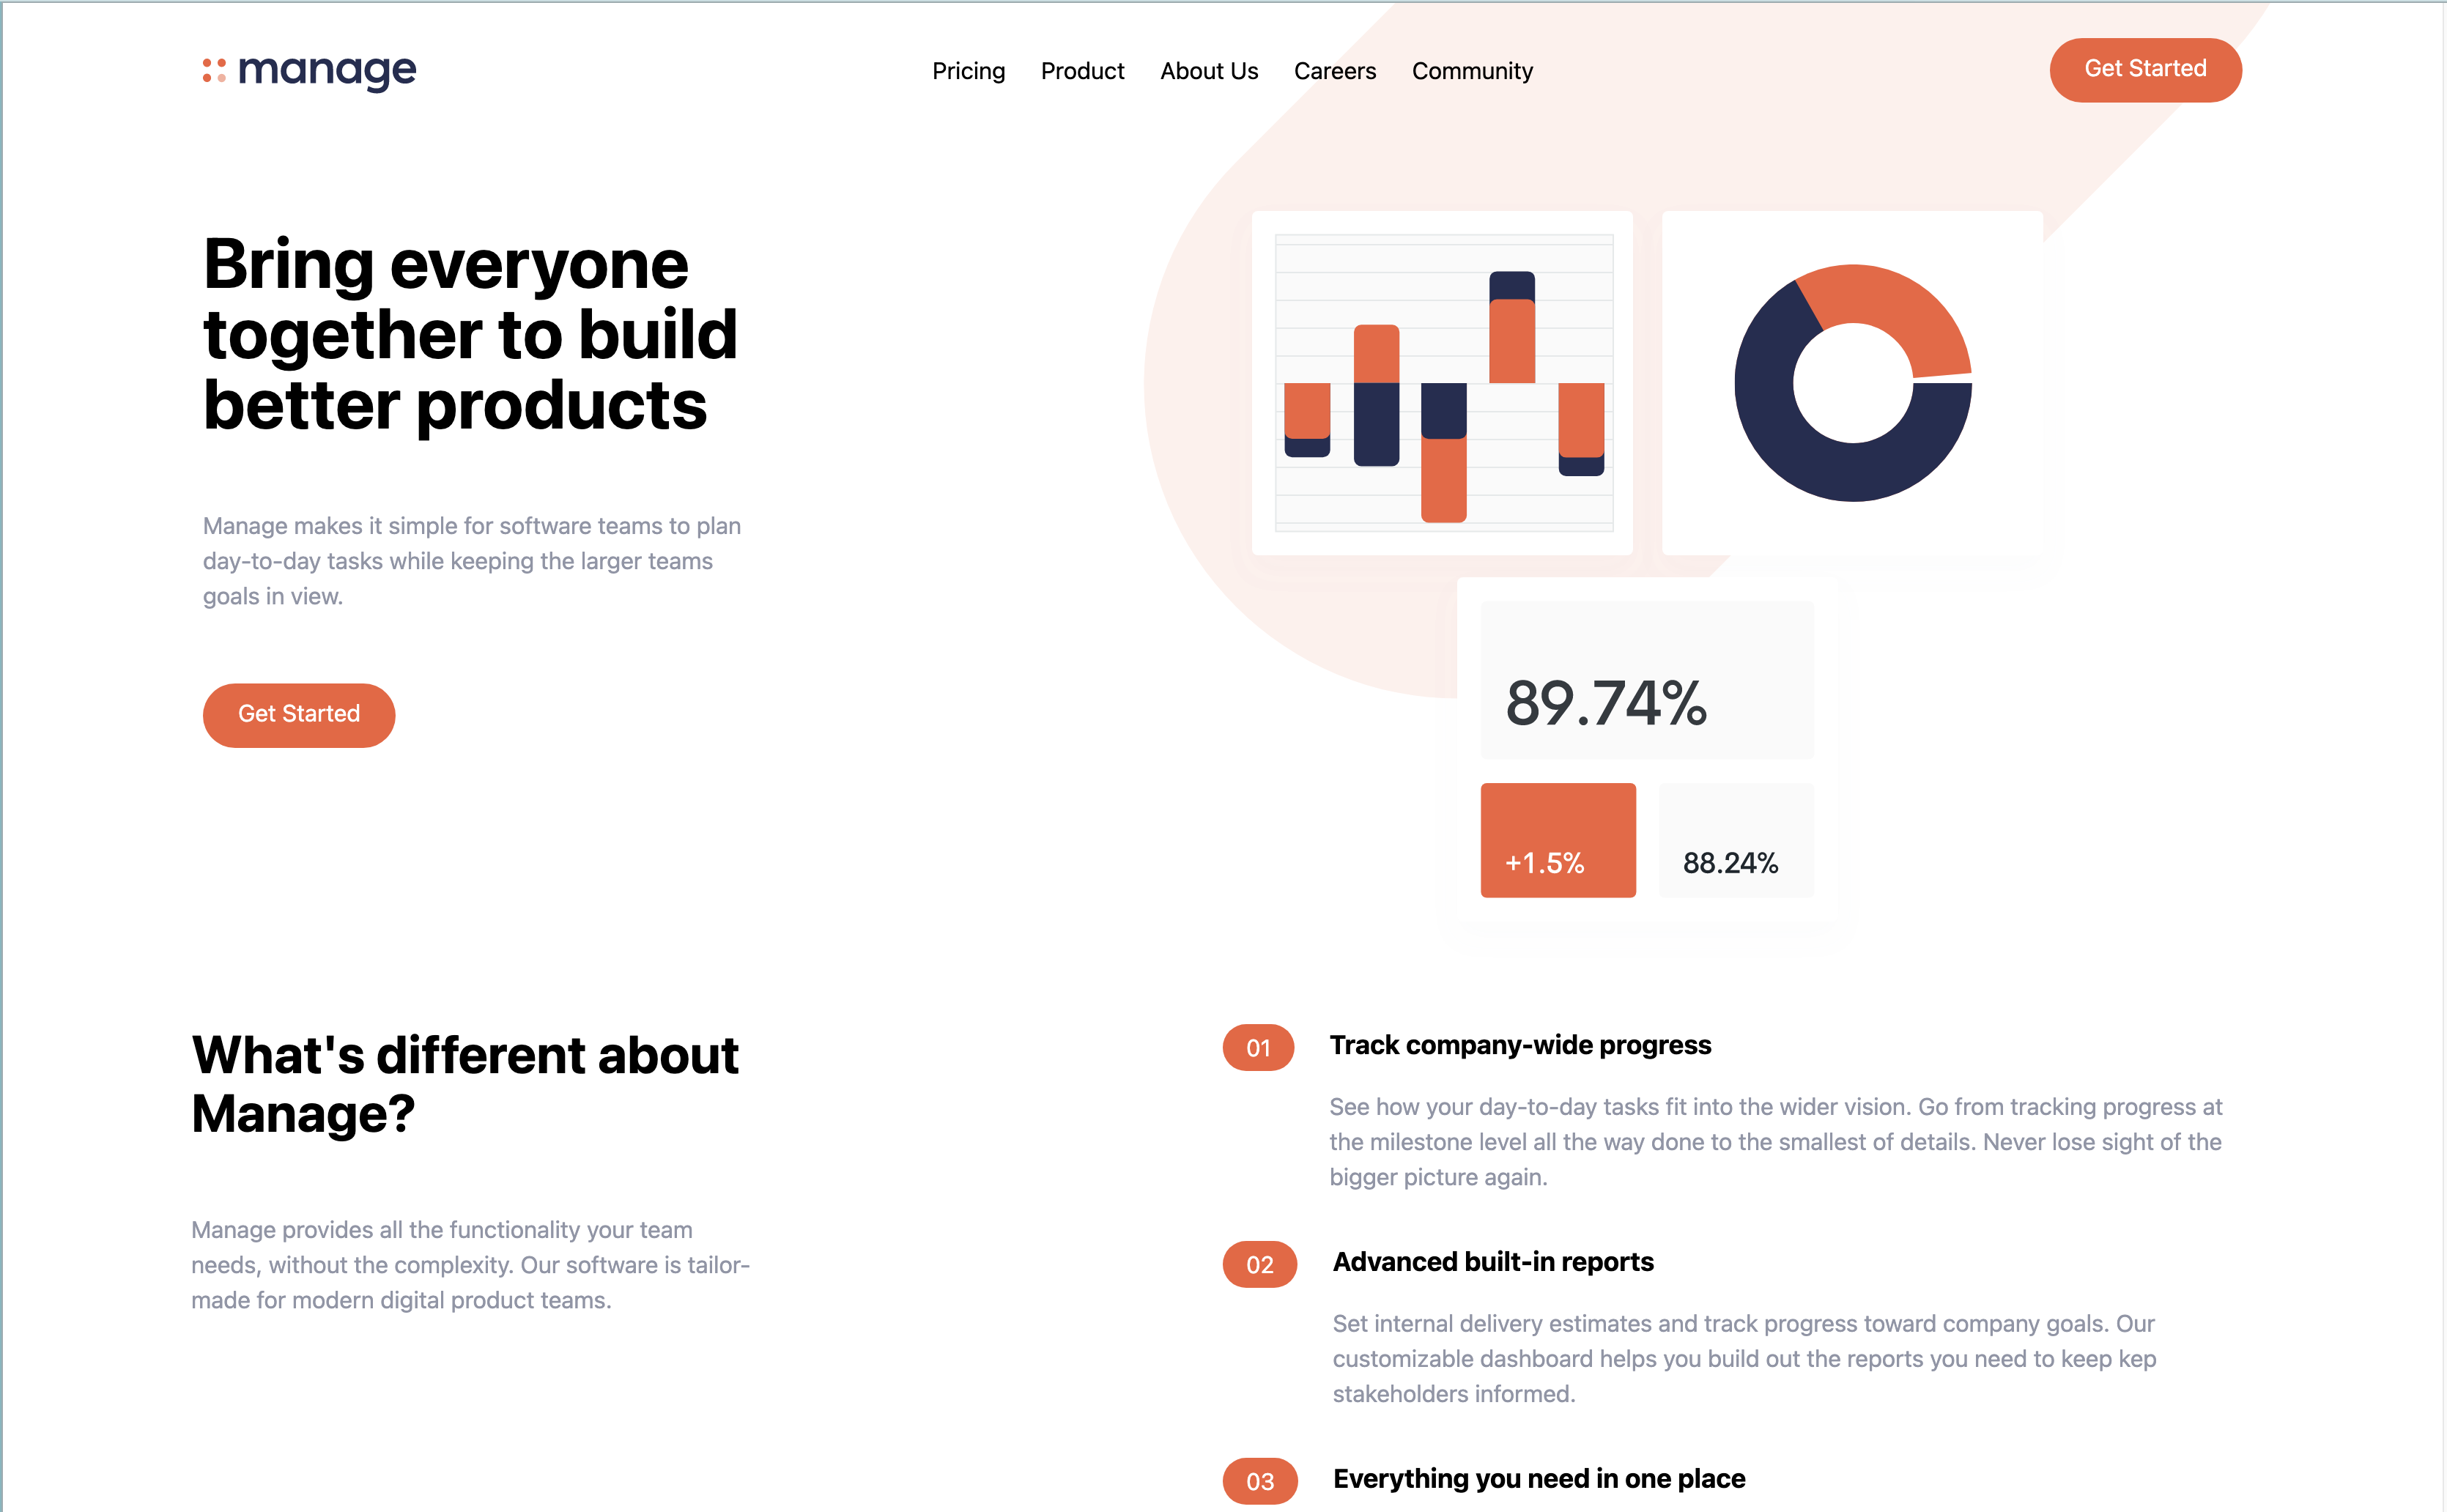 manage
Pricing Product About Us Careers Community
Get Started
Bring everyone
together to build
better products
Manage makes it simple for software teams to plan
day-to-day tasks while keeping the larger teams
goals in view.
Get Started
89.74%
+1.5%
88.24%
What's different about
Manage?
Manage provides all the functionality your team
needs, without the complexity. Our software is tailor-
made for modern digital product teams.
01 Track company-wide progress
See how your day-to-day tasks fit into the wider vision. Go from tracking progress at
the milestone level all the way done to the smallest of details. Never lose sight of the
bigger picture again.
02 Advanced built-in reports
Set internal delivery estimates and track progress toward company goals. Our
customizable dashboard helps you build out the reports you need to keep kep
stakeholders informed.
03 Everything you need in one place